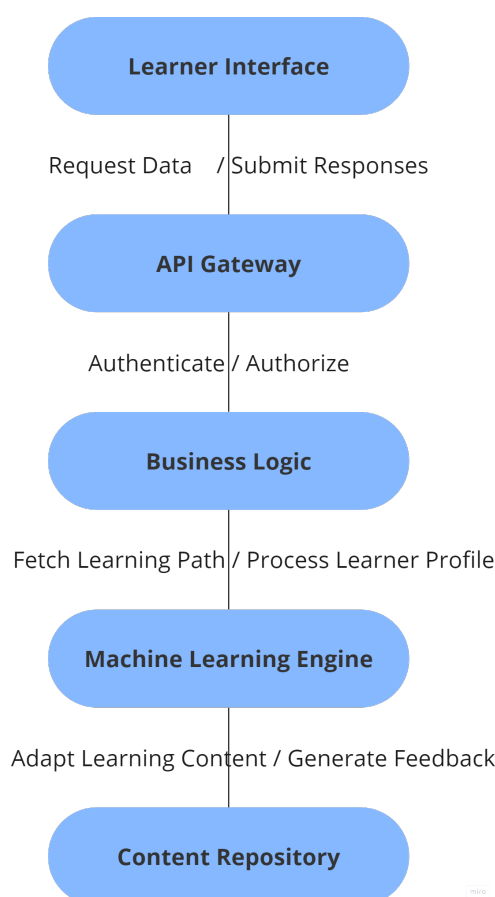 Learner Interface
Request Data / Submit Responses
API Gateway
Authenticate / Authorize
Business Logic
Fetch Learning Path / Process Learner Profile
Machine Learning Engine
Adapt Learning Content / Generate Feedback
Content Repository
miro